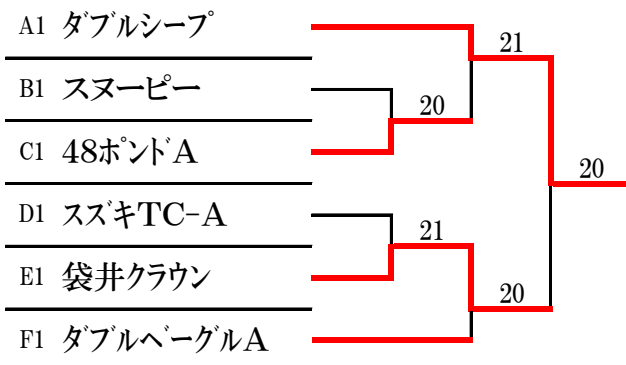 A1 ダブルシープ
21
B1 スヌーピー
20
C1 48ポンドA
20
D1 スズキTC-A
21
E1 袋井クラウン
20
F1 ダブルベーグルA